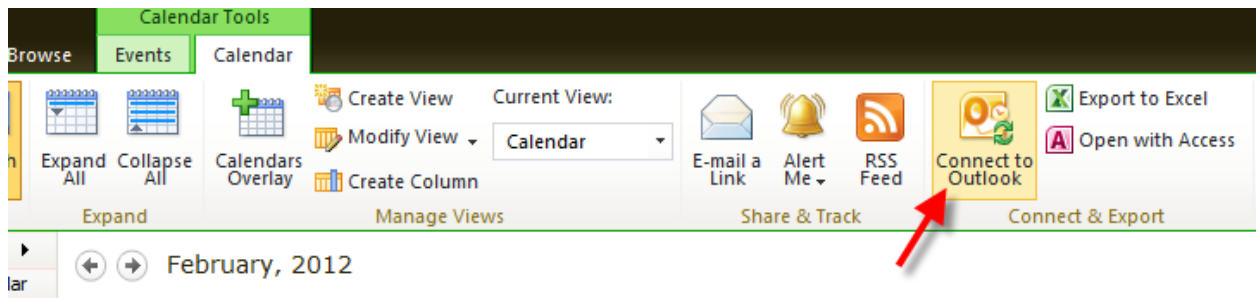 Calendar Tools
Browse
Events
Calendar
Expand All
Collapse All
Calendars Overlay
Create View
Modify View
Create Column
Current View:
Calendar
E-mail a Link
Alert Me
RSS Feed
Connect to Outlook
Export to Excel
Open with Access
Expand
Manage Views
Share & Track
Connect & Export
February, 2012